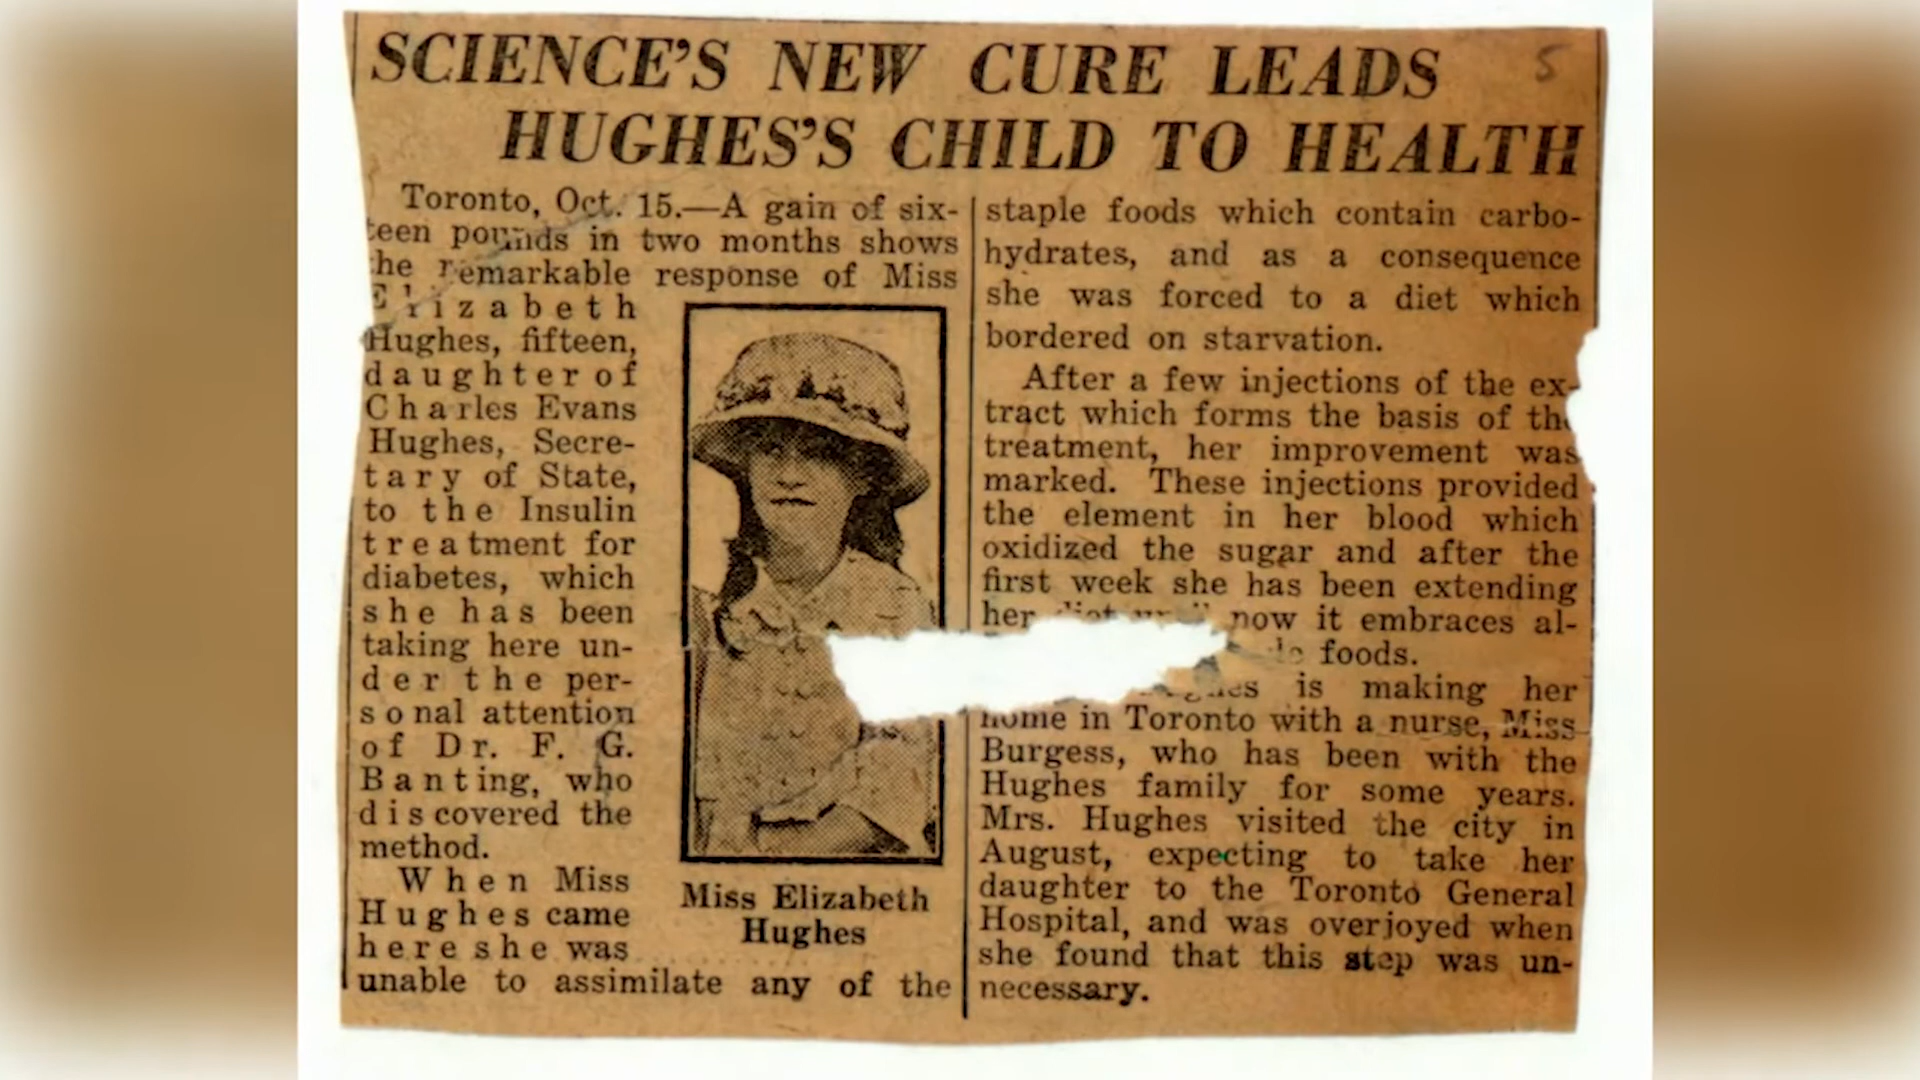 SCIENCE'S NEW CURE LEADS
HUGHES'S CHILD TO HEALTH
5
Toronto, Oct. 15.—A gain of six-
teen pounds in two months shows
the remarkable response of Miss
Elizabeth
Hughes, fifteen,
daughter of
Charles Evans
Hughes, Secre-
tary of State,
to the Insulin
treatment for
diabetes, which
she has been
taking here un-
der the per-
sonal attention
of Dr. F. G.
Banting, who
discovered the
method.
When Miss
Hughes came
here she was
unable to assimilate any of the
Miss Elizabeth
Hughes
staple foods which contain carbo-
hydrates, and as a consequence
she was forced to a diet which
bordered on starvation.
After a few injections of the ex-
tract which forms the basis of the
treatment, her improvement was
marked. These injections provided
the element in her blood which
oxidized the sugar and after the
first week she has been extending
her diet until now it embraces al-
foods.
is making her
home in Toronto with a nurse, Miss
Burgess, who has been with the
Hughes family for some years.
Mrs. Hughes visited the city in
August, expecting to take her
daughter to the Toronto General
Hospital, and was overjoyed when
she found that this step was un-
necessary.